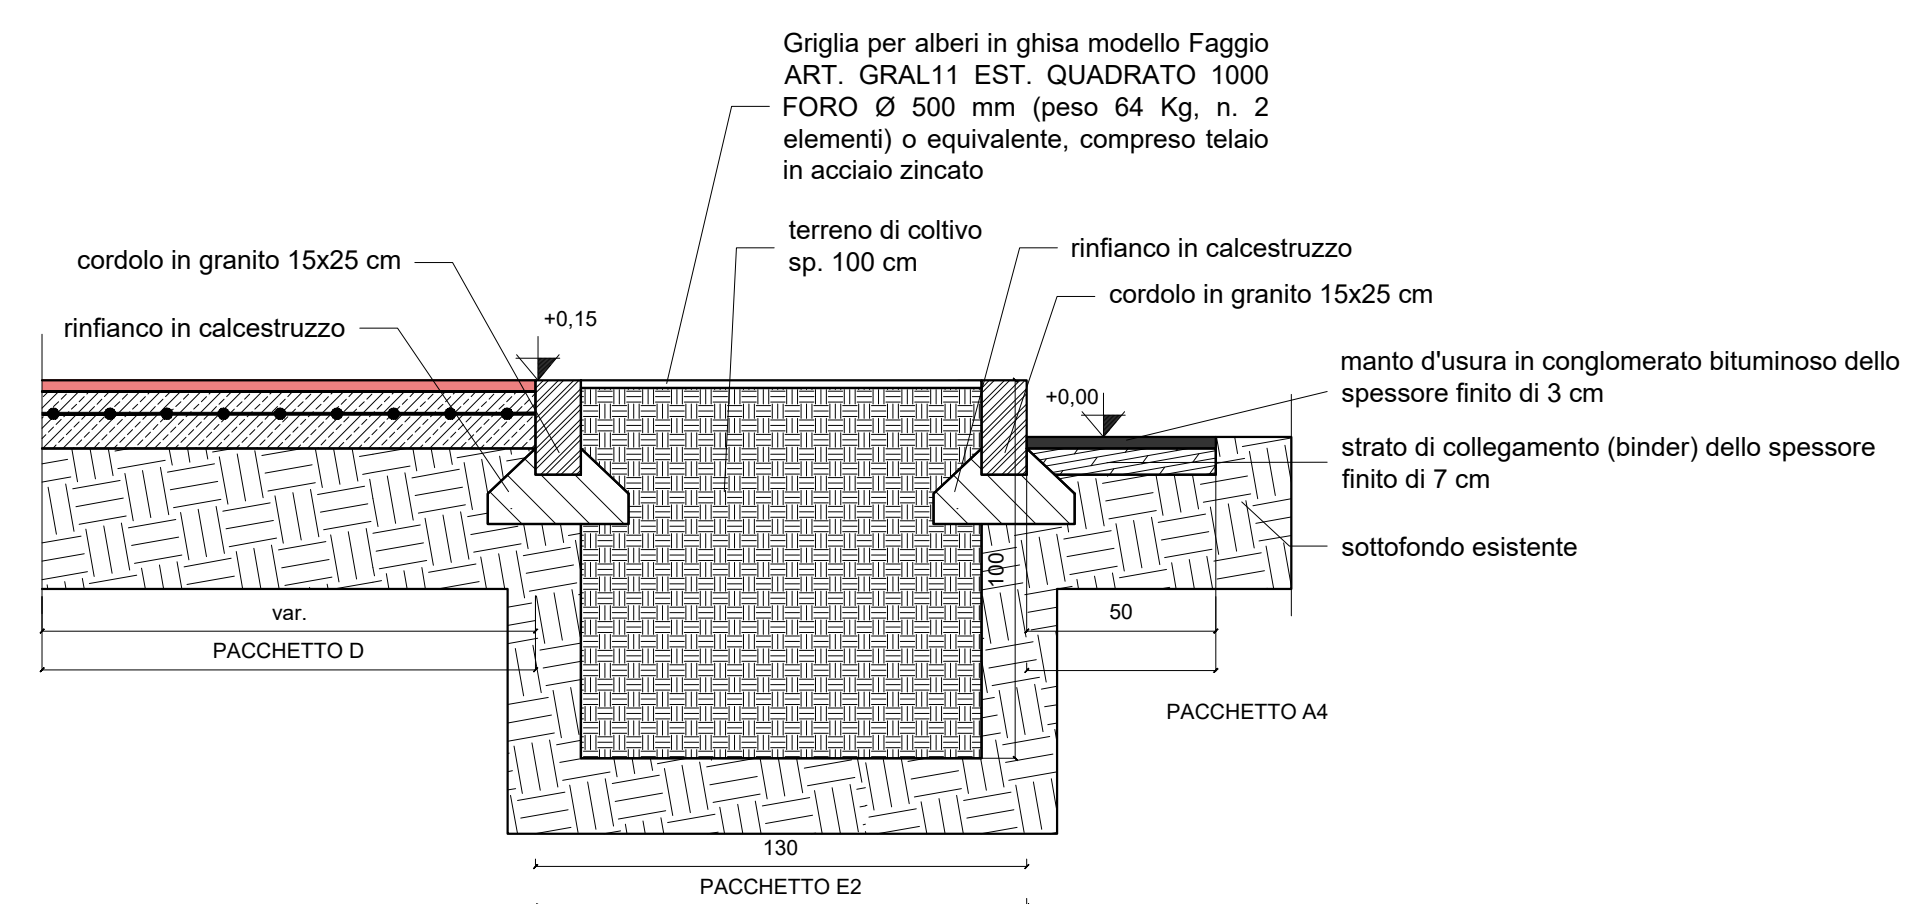 Griglia per alberi in ghisa modello Faggio
ART. GRAL11 EST. QUADRATO 1000
FORO Ø 500 mm (peso 64 Kg, n. 2
elementi) o equivalente, compreso telaio
in acciaio zincato
terreno di coltivo
sp. 100 cm
rinfianco in calcestruzzo
cordolo in granito 15x25 cm
cordolo in granito 15x25 cm
rinfianco in calcestruzzo
+0,15
+0,00
manto d'usura in conglomerato bituminoso dello
spessore finito di 3 cm
strato di collegamento (binder) dello spessore
finito di 7 cm
sottofondo esistente
100
var.
PACCHETTO D
50
PACCHETTO A4
130
PACCHETTO E2